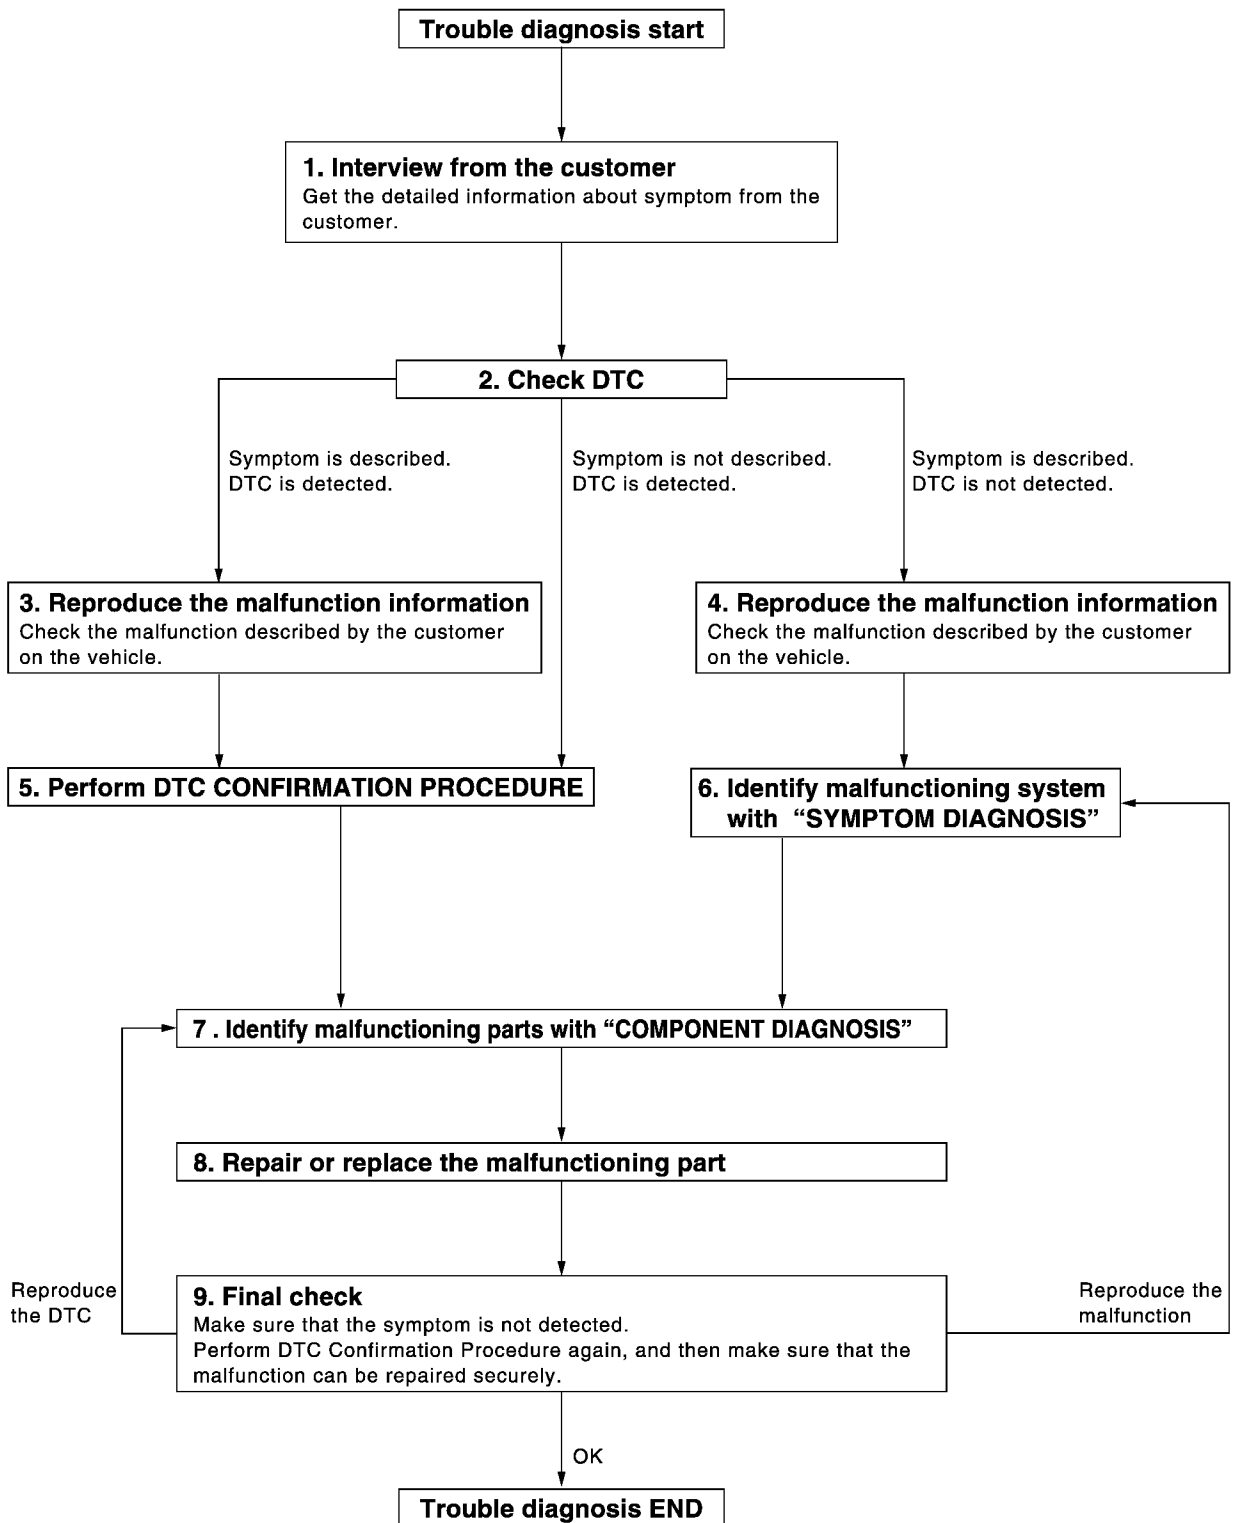 Trouble diagnosis start
1. Interview from the customer
Get the detailed information about symptom from the
customer.
2. Check DTC
Symptom is described.
DTC is detected.
Symptom is not described.
DTC is detected.
Symptom is described.
DTC is not detected.
3. Reproduce the malfunction information
Check the malfunction described by the customer
on the vehicle.
4. Reproduce the malfunction information
Check the malfunction described by the customer
on the vehicle.
5. Perform DTC CONFIRMATION PROCEDURE
6. Identify malfunctioning system
with “SYMPTOM DIAGNOSIS”
7 . Identify malfunctioning parts with “COMPONENT DIAGNOSIS”
8. Repair or replace the malfunctioning part
Reproduce
the DTC
9. Final check
Make sure that the symptom is not detected.
Perform DTC Confirmation Procedure again, and then make sure that the
malfunction can be repaired securely.
Reproduce the
malfunction
OK
Trouble diagnosis END